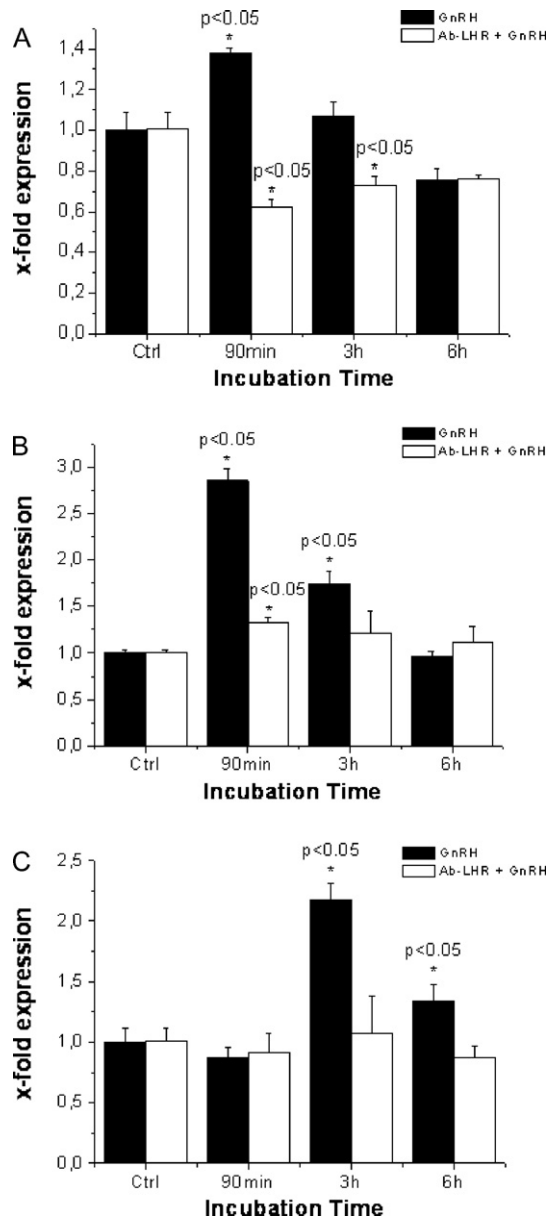 A
GnRH
Ab-LHR + GnRH
p<0.05
*
p<0.05
*
p<0.05
*
x-fold expression
1,4
1,2
1,0
0,8
0,6
0,4
0,2
0,0
Ctrl 90min 3h 6h
Incubation Time
B
GnRH
Ab-LHR + GnRH
p<0.05
*
p<0.05
*
p<0.05
*
x-fold expression
3,0
2,5
2,0
1,5
1,0
0,5
0,0
Ctrl 90min 3h 6h
Incubation Time
C
GnRH
Ab-LHR + GnRH
p<0.05
*
p<0.05
*
x-fold expression
2,5
2,0
1,5
1,0
0,5
0,0
Ctrl 90min 3h 6h
Incubation Time